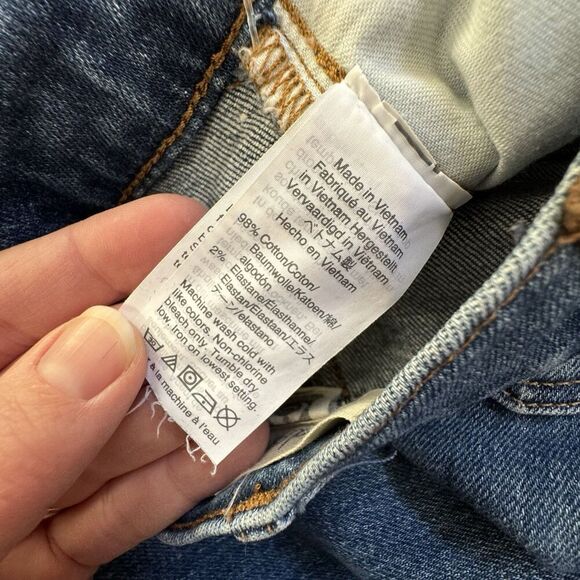 Made in Vietnam
Fabriqué au Vietnam
in Vietnam Hergestellt
Vervaardigd in Viëtnam
ベトナム製
Hecho en Vietnam
98% Cotton/Coton/
Baumwolle/Katoen/綿/
algodón
2% Elastane/Élasthanne/
Elastan/Elastaan/エラス
テーン/elastano
Machine wash cold with
like colors. Non-chlorine
bleach only. Tumble dry
low. Iron on lowest setting.
à la machine à l'eau